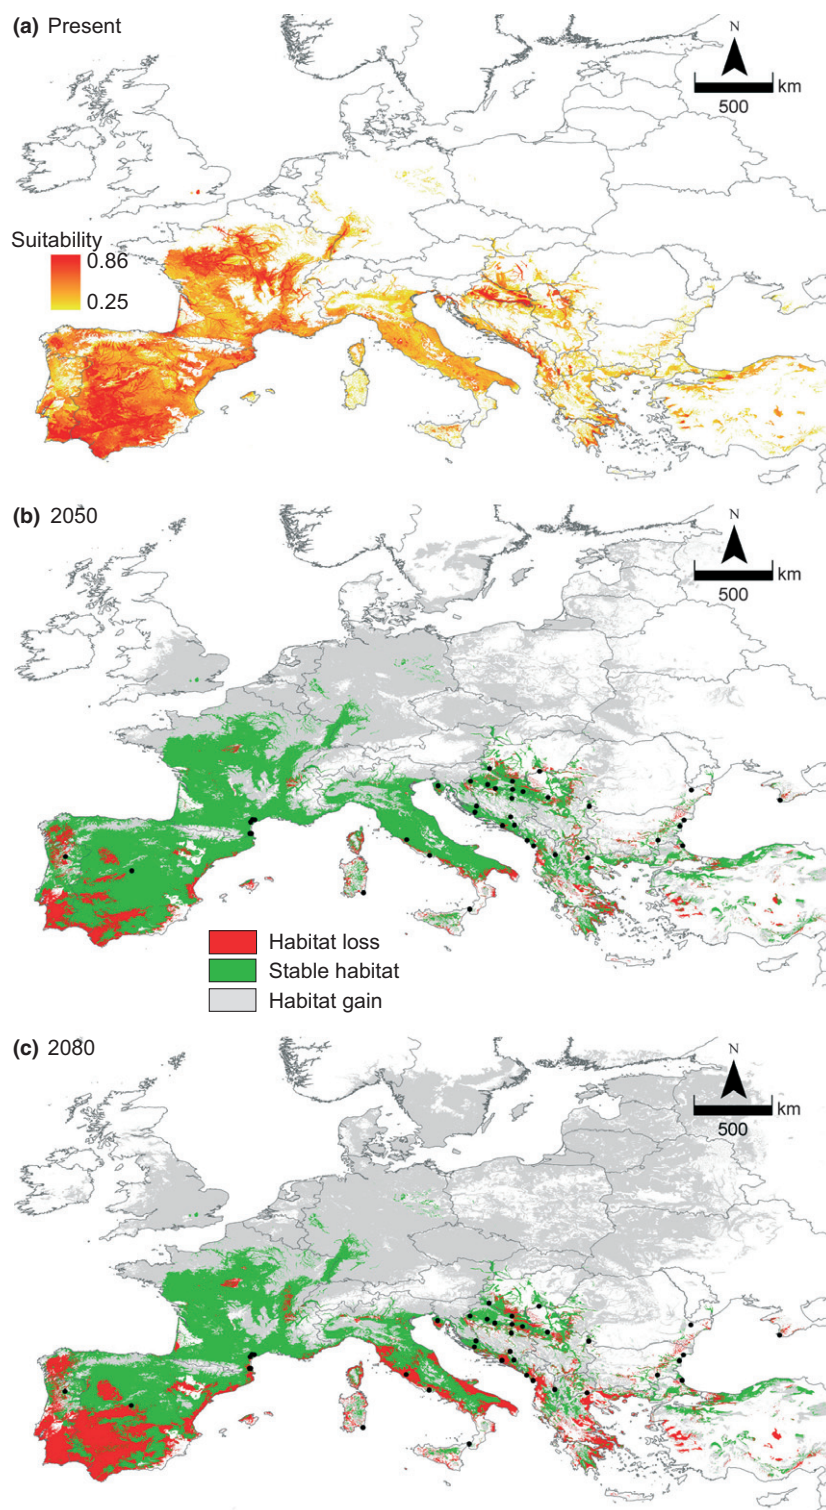 (a) Present
N
km
500
Suitability
0.86
0.25
(b) 2050
N
km
500
Habitat loss
Stable habitat
Habitat gain
(c) 2080
N
km
500